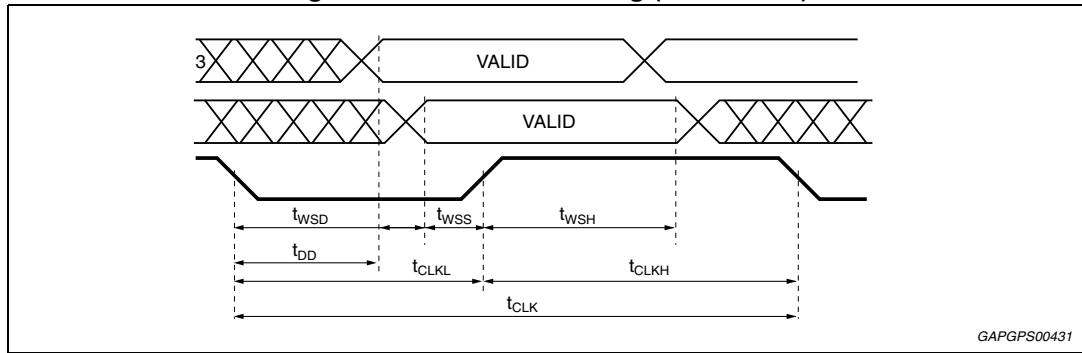 3
VALID
VALID
tWSD
tWSS
tWSH
tDD
tCLKL
tCLKH
tCLK
GAPGPS00431